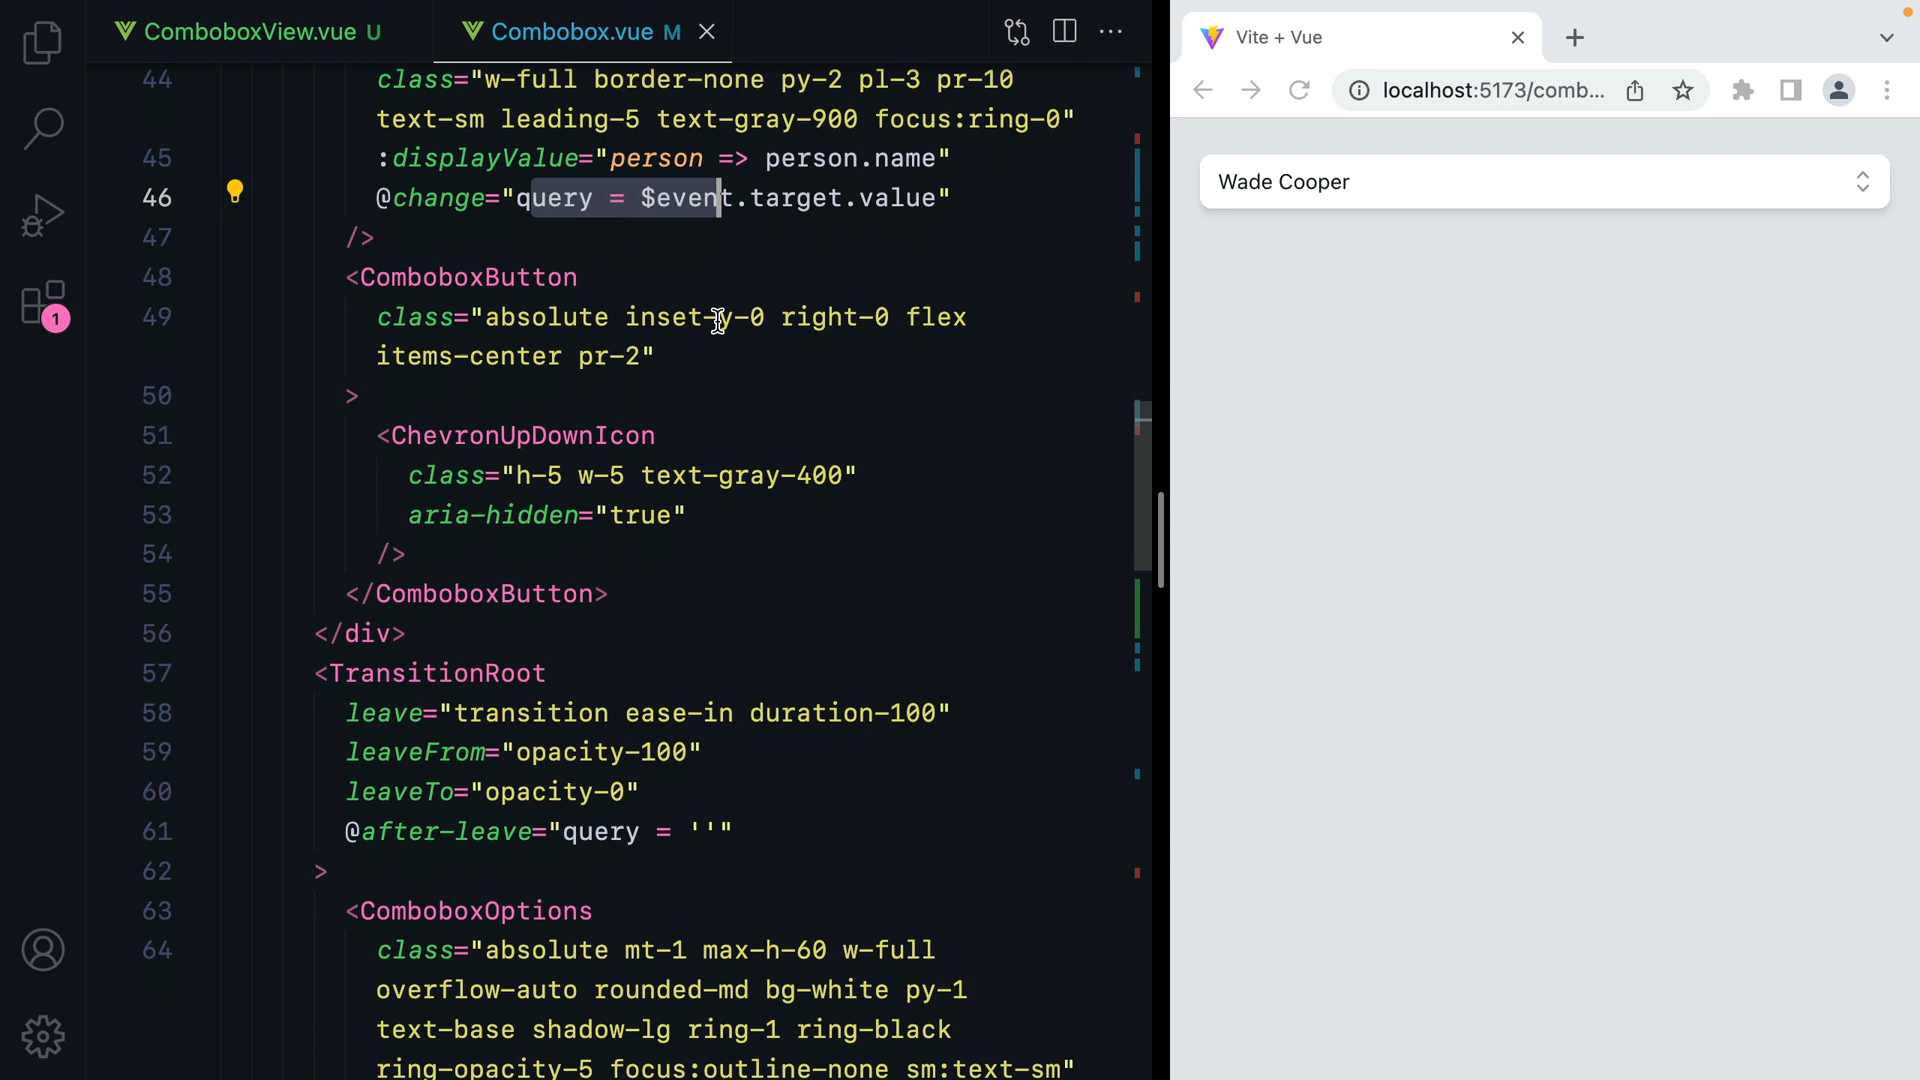 ComboboxView.vue U
Combobox.vue M
44 class="w-full border-none py-2 pl-3 pr-10
text-sm leading-5 text-gray-900 focus:ring-0"
45 :displayValue="person => person.name"
46 @change="query = $event.target.value"
47 />
48 <ComboboxButton
49 class="absolute inset-y-0 right-0 flex
items-center pr-2"
50 >
51 <ChevronUpDownIcon
52 class="h-5 w-5 text-gray-400"
53 aria-hidden="true"
54 />
55 </ComboboxButton>
56 </div>
57 <TransitionRoot
58 leave="transition ease-in duration-100"
59 leaveFrom="opacity-100"
60 leaveTo="opacity-0"
61 @after-leave="query = ''"
62 >
63 <ComboboxOptions
64 class="absolute mt-1 max-h-60 w-full
overflow-auto rounded-md bg-white py-1
text-base shadow-lg ring-1 ring-black
ring-opacity-5 focus:outline-none sm:text-sm"
1
Vite + Vue
localhost:5173/comb...
Wade Cooper